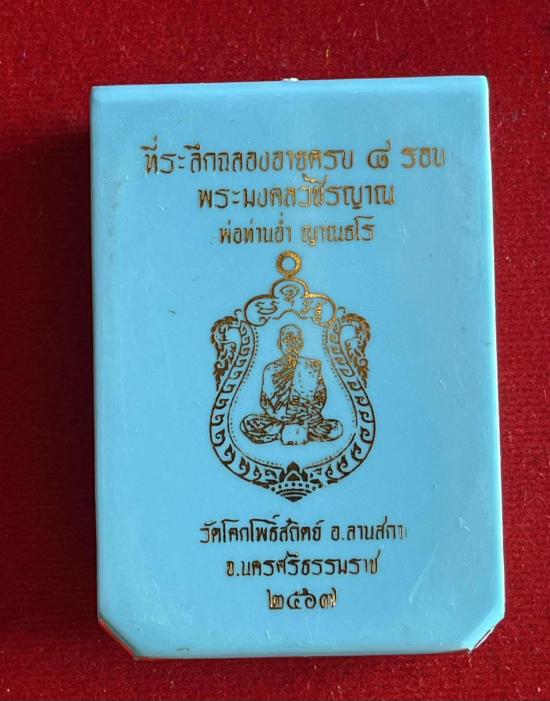 ที่ระลึกฉลองอายุครบ ๘ รอบ
พระมงคลวัชิรญาณ
พ่อท่านฉ่ำ ญาณธโร
วัดโคกโพธิ์สถิตย์ อ.ลานสกา
จ.นครศรีธรรมราช
๒๕๖๗